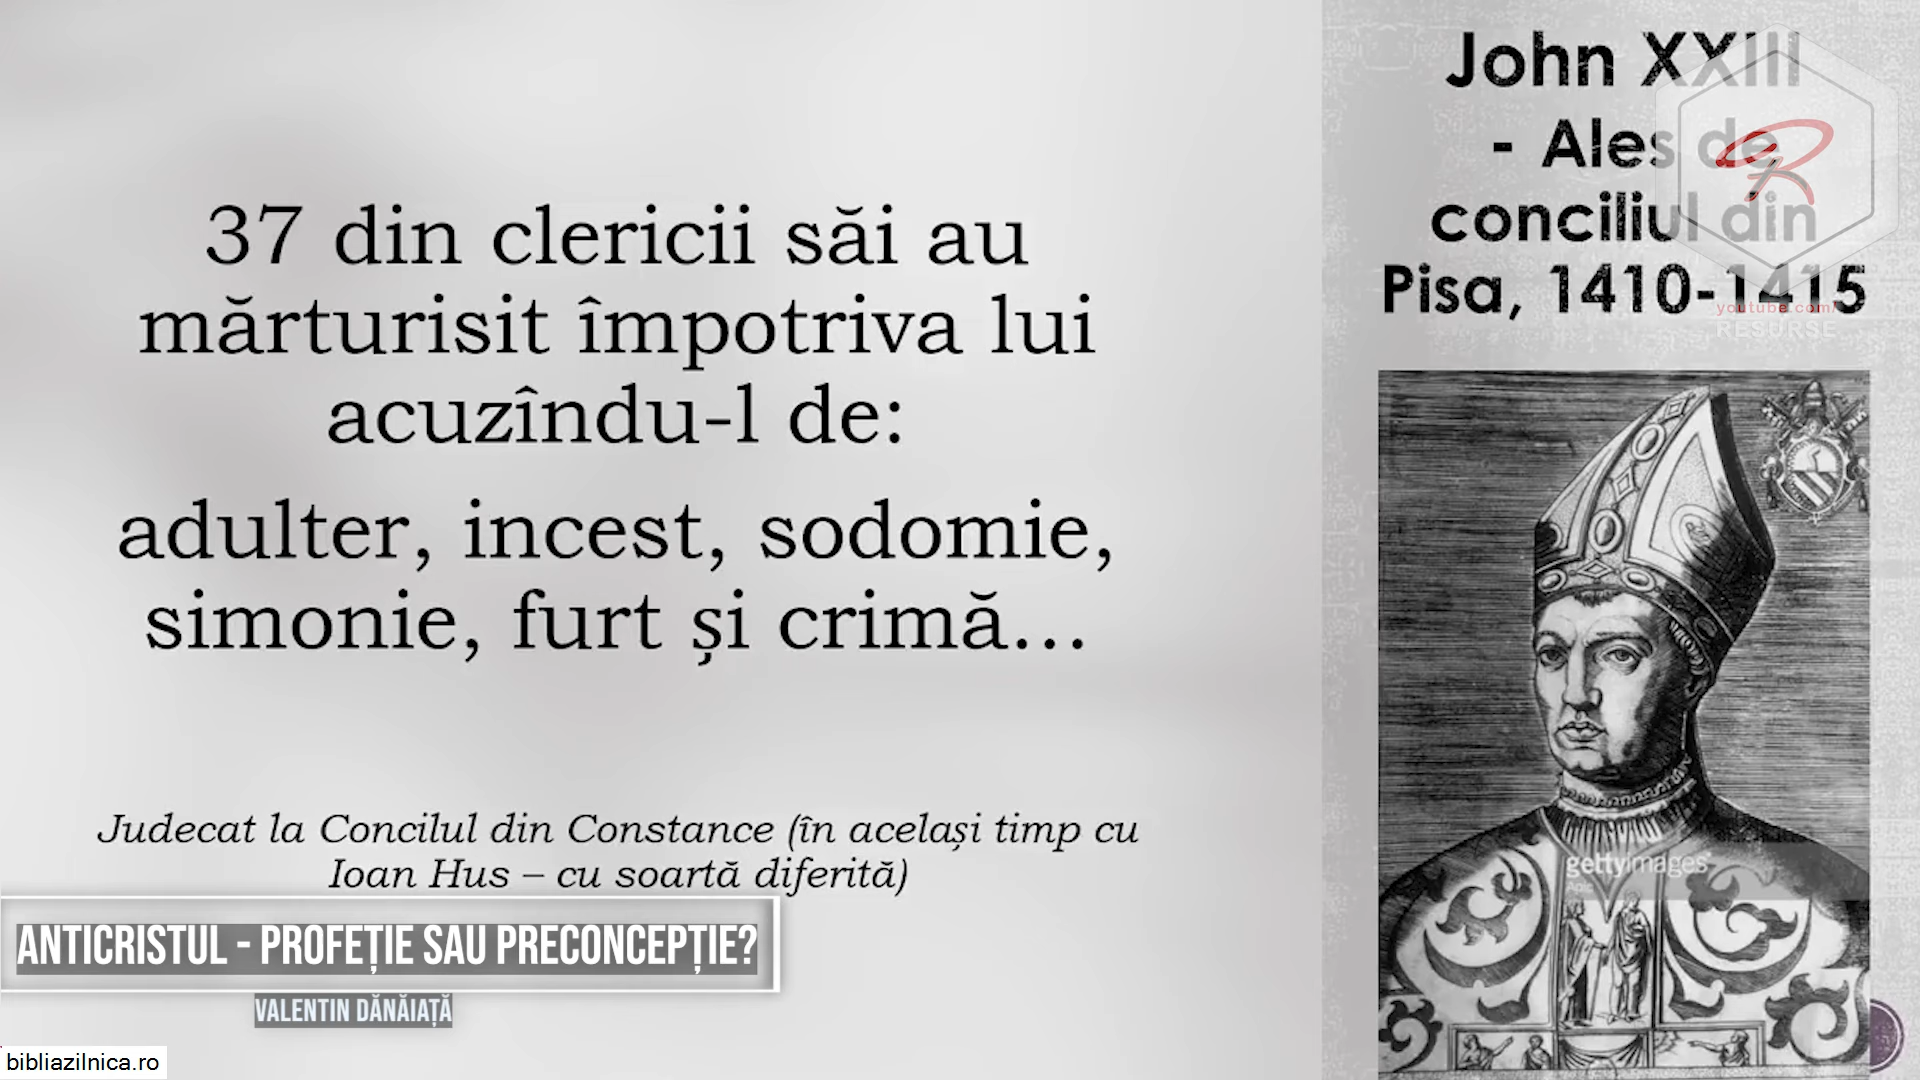 37 din clericii săi au
mărturisit împotriva lui
acuzîndu-l de:
adulter, incest, sodomie,
simonie, furt și crimă...
Judecat la Concilul din Constance (în același timp cu
Ioan Hus – cu soartă diferită)
John XXIII
- Ales de
conciliul din
Pisa, 1410-1415
youtube.com/
RESURSE
gettyimages
Apic
ANTICRISTUL - PROFEȚIE SAU PRECONCEPȚIE?
VALENTIN DĂNĂIAȚĂ
bibliazilnica.ro